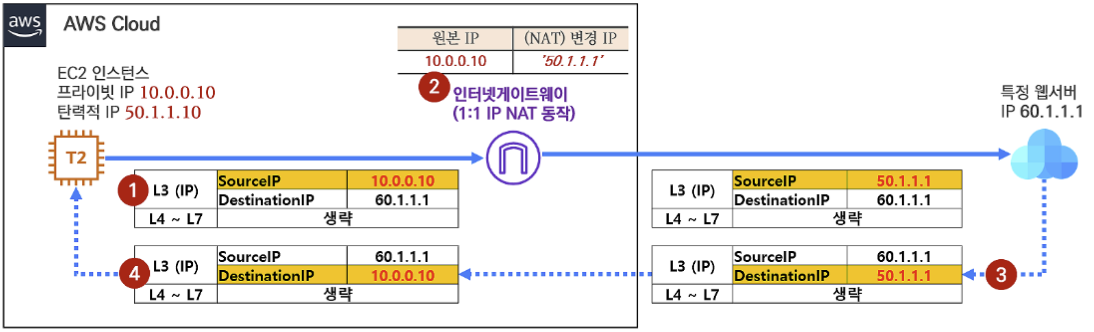 aws AWS Cloud
원본 IP (NAT) 변경 IP
10.0.0.10 '50.1.1.1'
EC2 인스턴스
프라이빗 IP 10.0.0.10
탄력적 IP 50.1.1.10
2 인터넷게이트웨이
(1:1 IP NAT 동작)
특정 웹서버
IP 60.1.1.1
T2
1 L3 (IP) SourceIP 10.0.0.10
DestinationIP 60.1.1.1
L4 ~ L7 생략
L3 (IP) SourceIP 50.1.1.1
DestinationIP 60.1.1.1
L4 ~ L7 생략
4 L3 (IP) SourceIP 60.1.1.1
DestinationIP 10.0.0.10
L4 ~ L7 생략
L3 (IP) SourceIP 60.1.1.1
DestinationIP 50.1.1.1
L4 ~ L7 생략
3